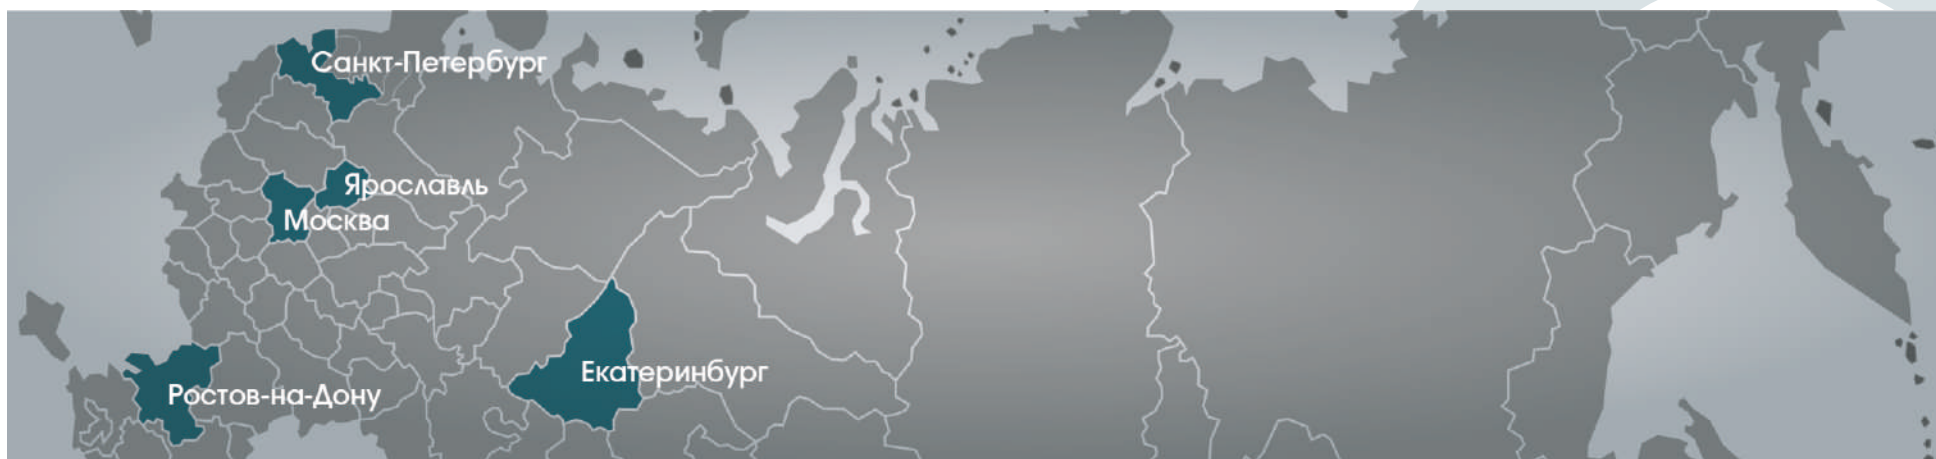 Санкт-Петербург
Ярославль
Москва
Екатеринбург
Ростов-на-Дону